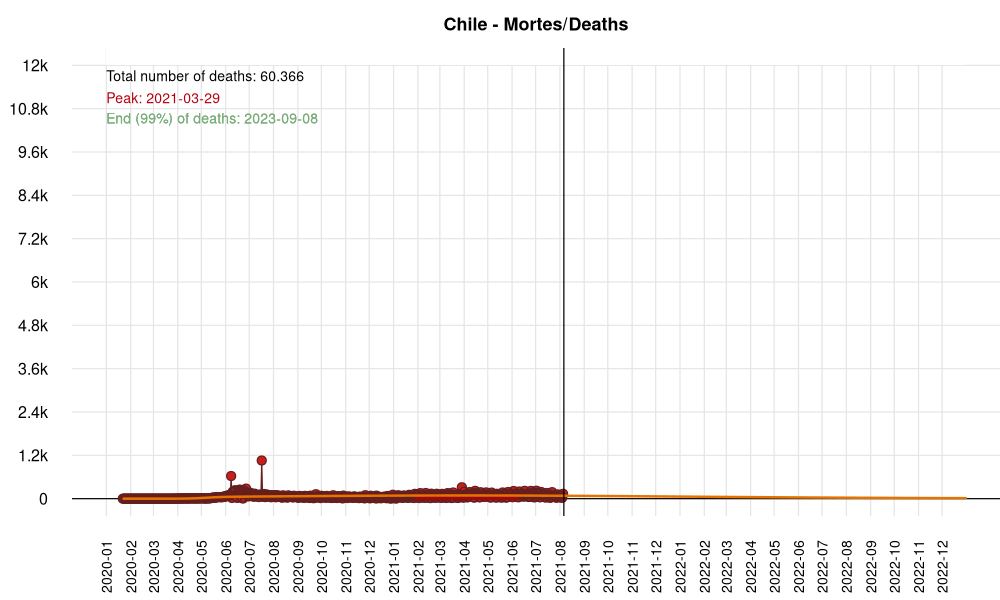 Chile - Mortes/Deaths
Total number of deaths: 60.366
Peak: 2021-03-29
End (99%) of deaths: 2023-09-08
12k
10.8k
9.6k
8.4k
7.2k
6k
4.8k
3.6k
2.4k
1.2k
0
2020-01
2020-02
2020-03
2020-04
2020-05
2020-06
2020-07
2020-08
2020-09
2020-10
2020-11
2020-12
2021-01
2021-02
2021-03
2021-04
2021-05
2021-06
2021-07
2021-08
2021-09
2021-10
2021-11
2021-12
2022-01
2022-02
2022-03
2022-04
2022-05
2022-06
2022-07
2022-08
2022-09
2022-10
2022-11
2022-12